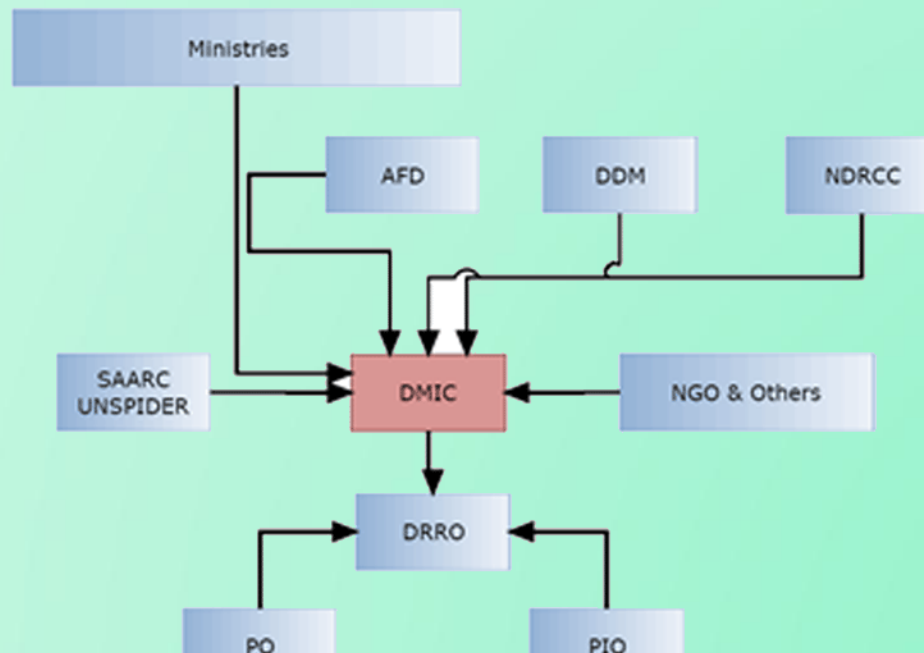 Ministries
AFD
DDM
NDRCC
SAARC
UNSPIDER
DMIC
NGO & Others
DRRO
PO
PIO